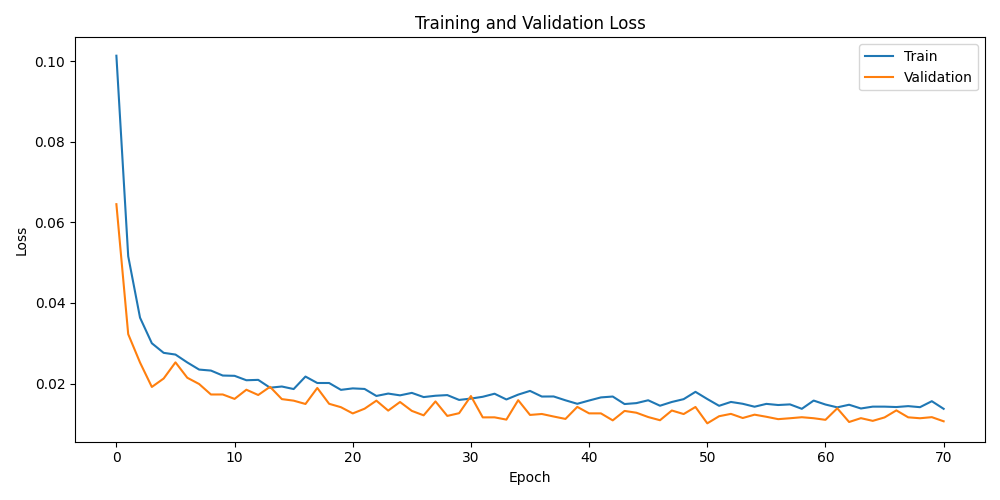 Training and Validation Loss
Train
Validation
Loss
0.10
0.08
0.06
0.04
0.02
0 10 20 30 40 50 60 70
Epoch